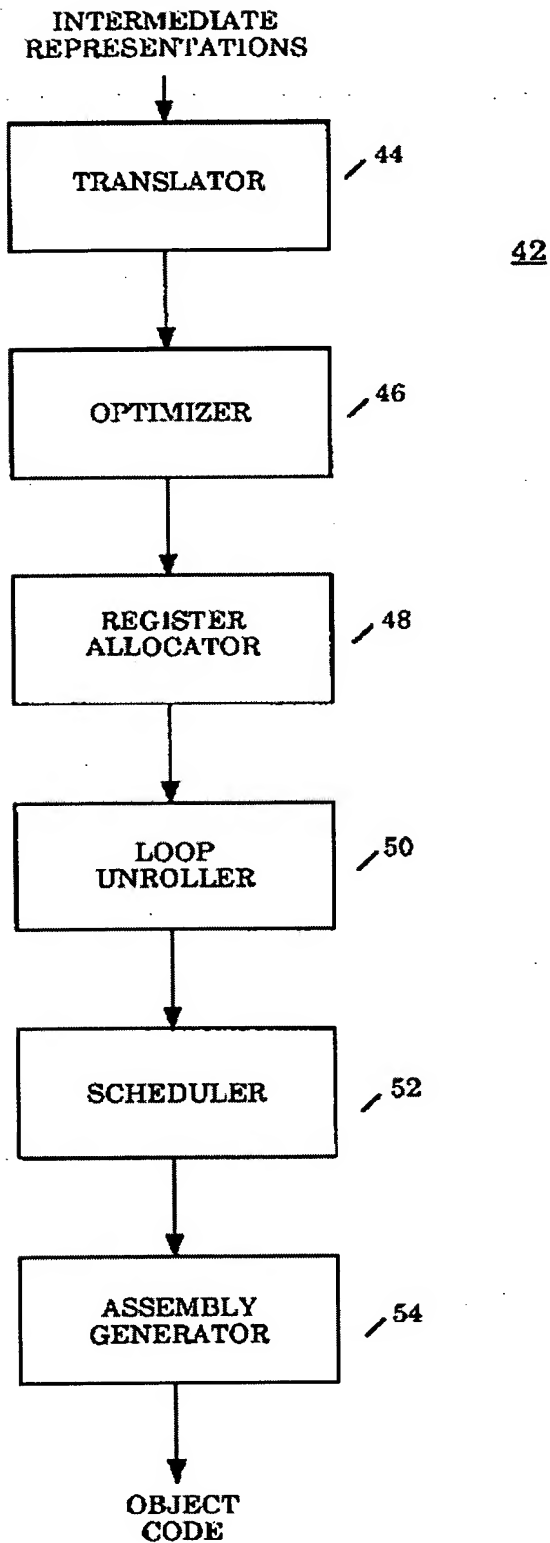 INTERMEDIATE
REPRESENTATIONS
TRANSLATOR
44
42
OPTIMIZER
46
REGISTER
ALLOCATOR
48
LOOP
UNROLLER
50
SCHEDULER
52
ASSEMBLY
GENERATOR
54
OBJECT
CODE